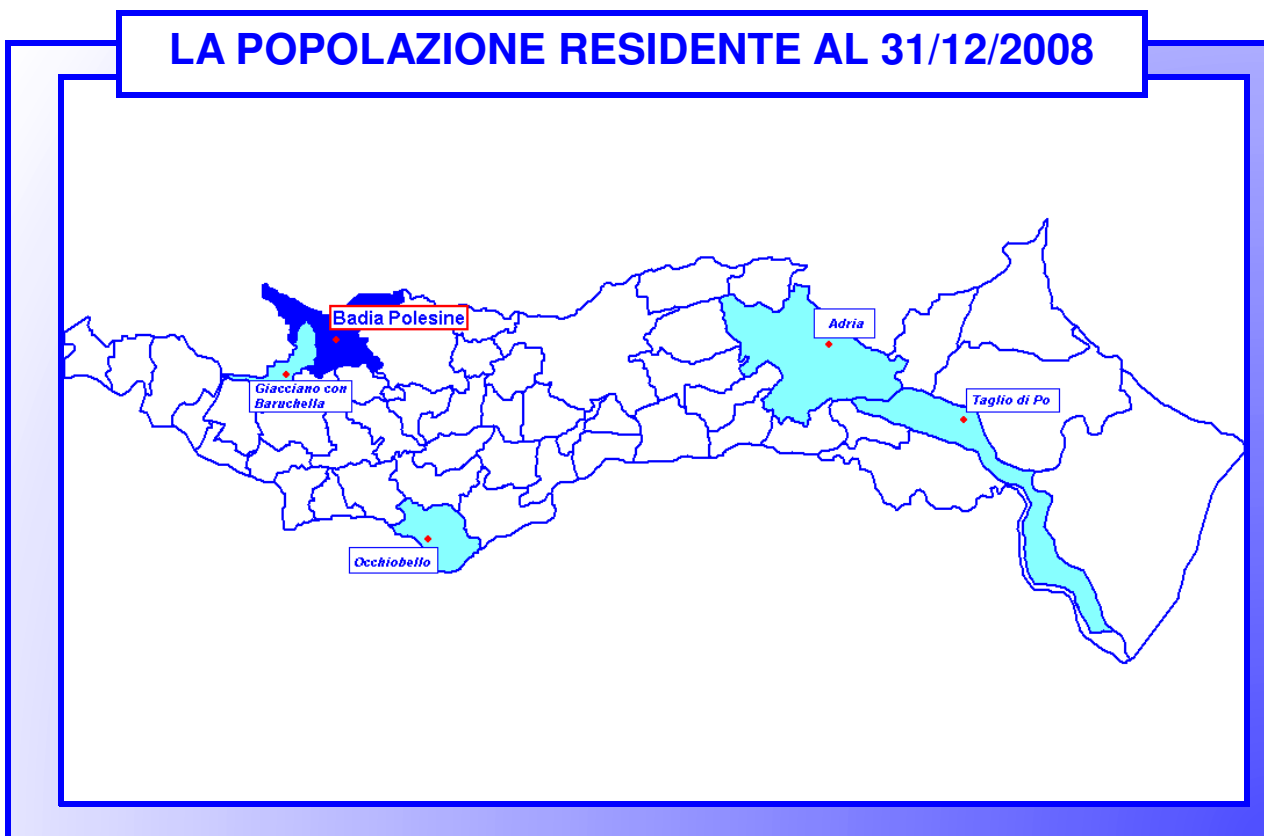 LA POPOLAZIONE RESIDENTE AL 31/12/2008
Badia Polesine
Adria
Giacciano con
Baruchella
Taglio di Po
Occhiobello